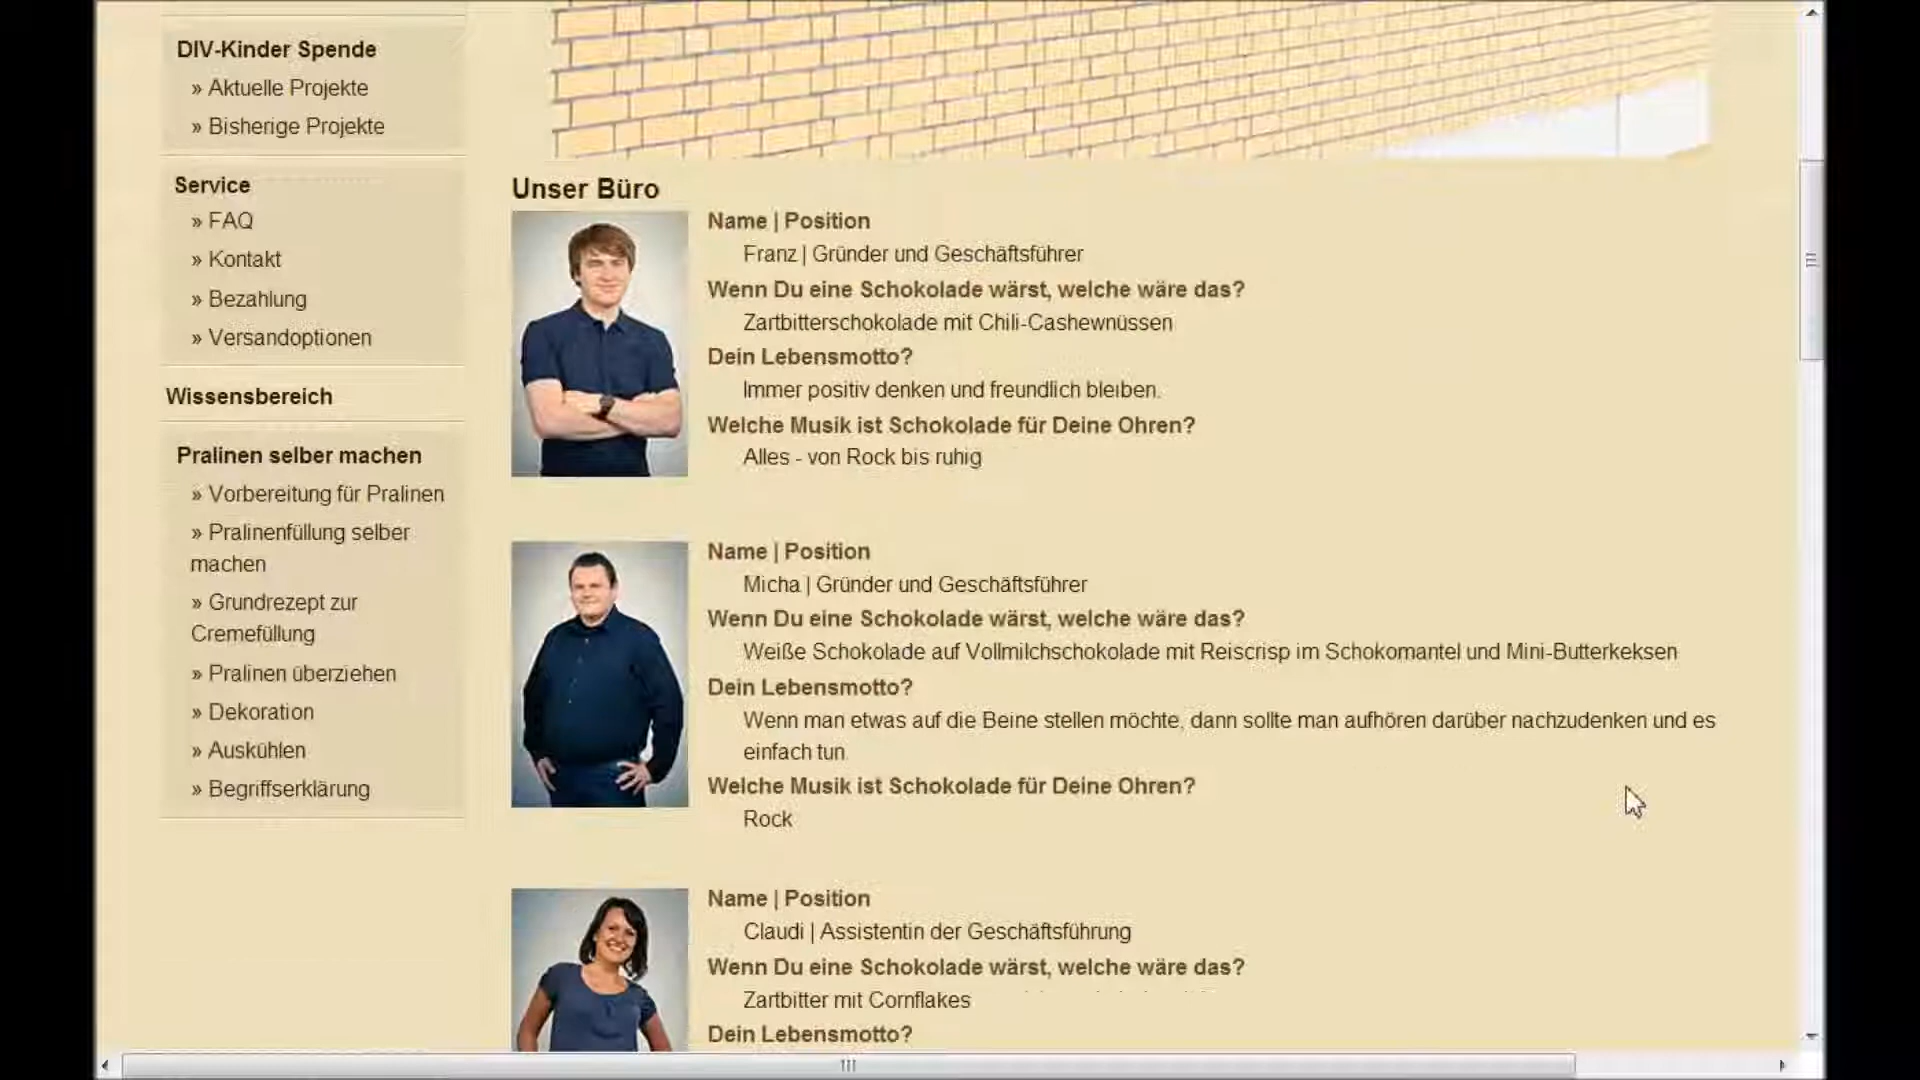 DIV-Kinder Spende
» Aktuelle Projekte
» Bisherige Projekte
Service
» FAQ
» Kontakt
» Bezahlung
» Versandoptionen
Wissensbereich
Pralinen selber machen
» Vorbereitung für Pralinen
» Pralinenfüllung selber
machen
» Grundrezept zur
Cremefüllung
» Pralinen überziehen
» Dekoration
» Auskühlen
» Begriffserklärung
Unser Büro
Name | Position
Franz | Gründer und Geschäftsführer
Wenn Du eine Schokolade wärst, welche wäre das?
Zartbitterschokolade mit Chili-Cashewnüssen
Dein Lebensmotto?
Immer positiv denken und freundlich bleiben.
Welche Musik ist Schokolade für Deine Ohren?
Alles - von Rock bis ruhig
Name | Position
Micha | Gründer und Geschäftsführer
Wenn Du eine Schokolade wärst, welche wäre das?
Weiße Schokolade auf Vollmilchschokolade mit Reiscrisp im Schokomantel und Mini-Butterkeksen
Dein Lebensmotto?
Wenn man etwas auf die Beine stellen möchte, dann sollte man aufhören darüber nachzudenken und es
einfach tun.
Welche Musik ist Schokolade für Deine Ohren?
Rock
Name | Position
Claudi | Assistentin der Geschäftsführung
Wenn Du eine Schokolade wärst, welche wäre das?
Zartbitter mit Cornflakes
Dein Lebensmotto?